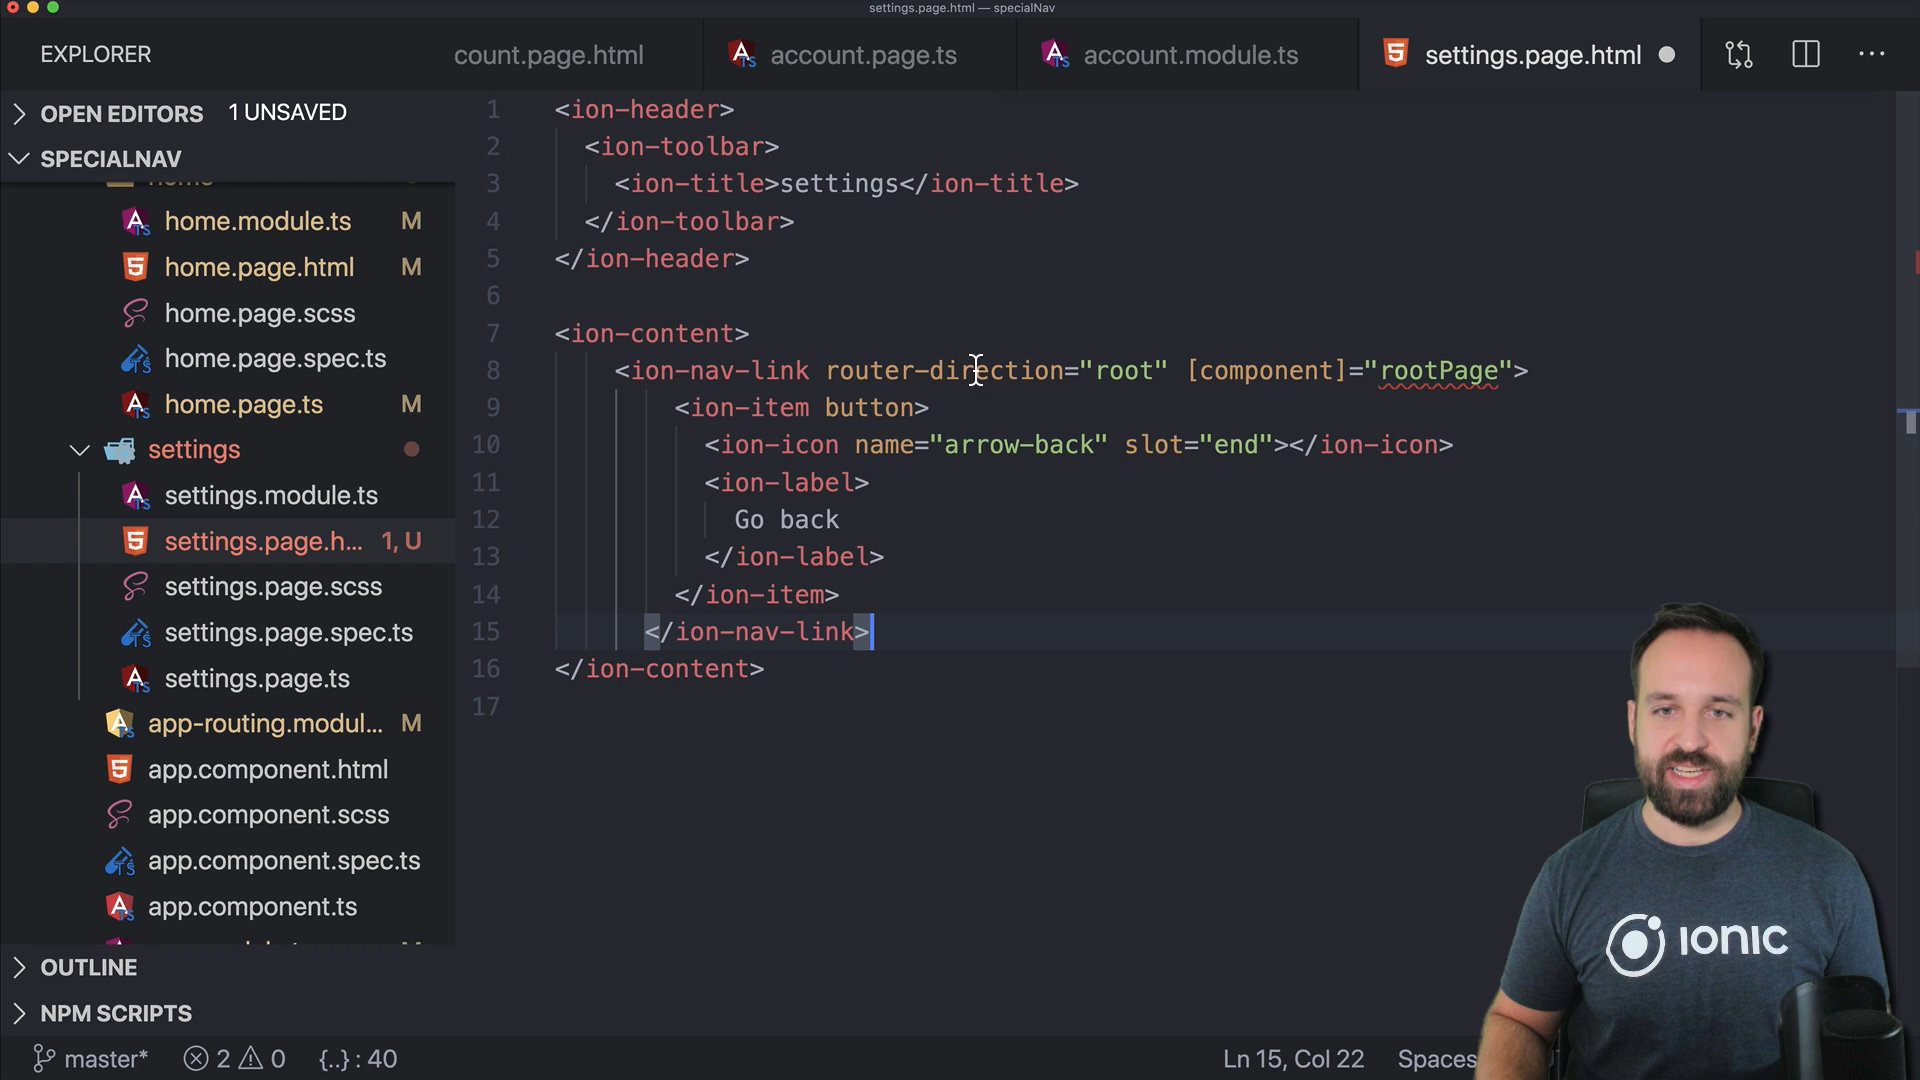 settings.page.html — specialNav
EXPLORER
count.page.html
account.page.ts
account.module.ts
settings.page.html
OPEN EDITORS 1 UNSAVED
SPECIALNAV
home
home.module.ts M
home.page.html M
home.page.scss
home.page.spec.ts
home.page.ts M
settings
settings.module.ts
settings.page.h... 1, U
settings.page.scss
settings.page.spec.ts
settings.page.ts
app-routing.modul... M
app.component.html
app.component.scss
app.component.spec.ts
app.component.ts
OUTLINE
NPM SCRIPTS
1 <ion-header>
2 <ion-toolbar>
3 <ion-title>settings</ion-title>
4 </ion-toolbar>
5 </ion-header>
6
7 <ion-content>
8 <ion-nav-link router-direction="root" [component]="rootPage">
9 <ion-item button>
10 <ion-icon name="arrow-back" slot="end"></ion-icon>
11 <ion-label>
12 Go back
13 </ion-label>
14 </ion-item>
15 </ion-nav-link>
16 </ion-content>
17
IONIC
master* 2 0 {..} : 40
Ln 15, Col 22 Spaces